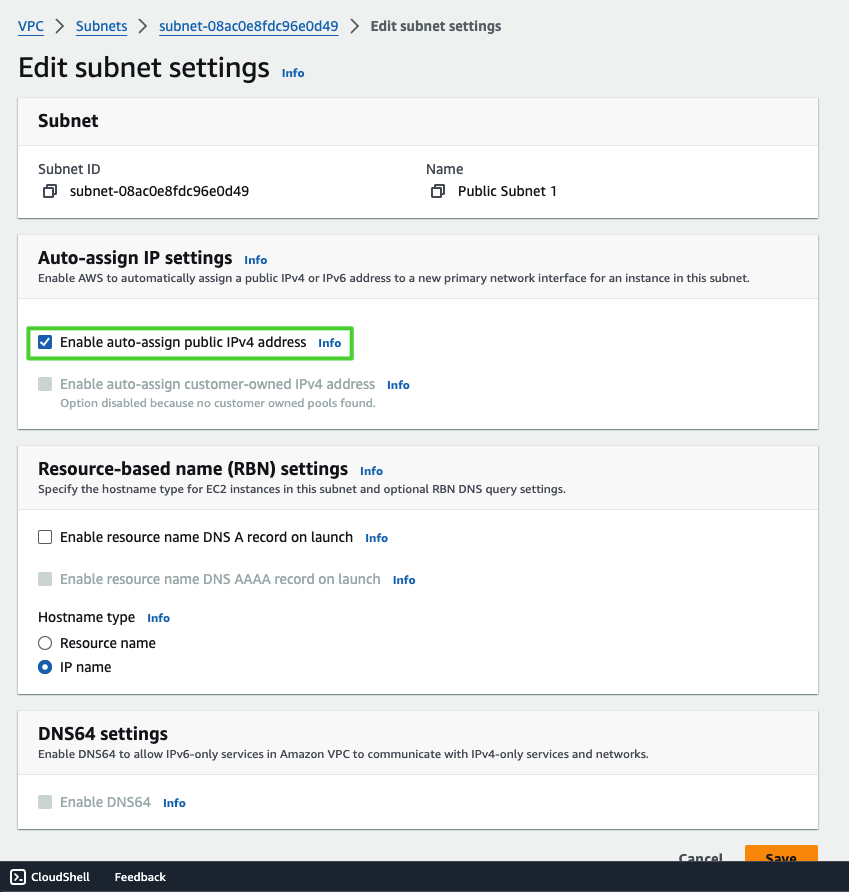 VPC > Subnets > subnet-08ac0e8fdc96e0d49 > Edit subnet settings
Edit subnet settings Info
Subnet
Subnet ID Name
subnet-08ac0e8fdc96e0d49 Public Subnet 1
Auto-assign IP settings Info
Enable AWS to automatically assign a public IPv4 or IPv6 address to a new primary network interface for an instance in this subnet.
Enable auto-assign public IPv4 address Info
Enable auto-assign customer-owned IPv4 address Info
Option disabled because no customer owned pools found.
Resource-based name (RBN) settings Info
Specify the hostname type for EC2 instances in this subnet and optional RBN DNS query settings.
Enable resource name DNS A record on launch Info
Enable resource name DNS AAAA record on launch Info
Hostname type Info
Resource name
IP name
DNS64 settings
Enable DNS64 to allow IPv6-only services in Amazon VPC to communicate with IPv4-only services and networks.
Enable DNS64 Info
Cancel Save
CloudShell Feedback